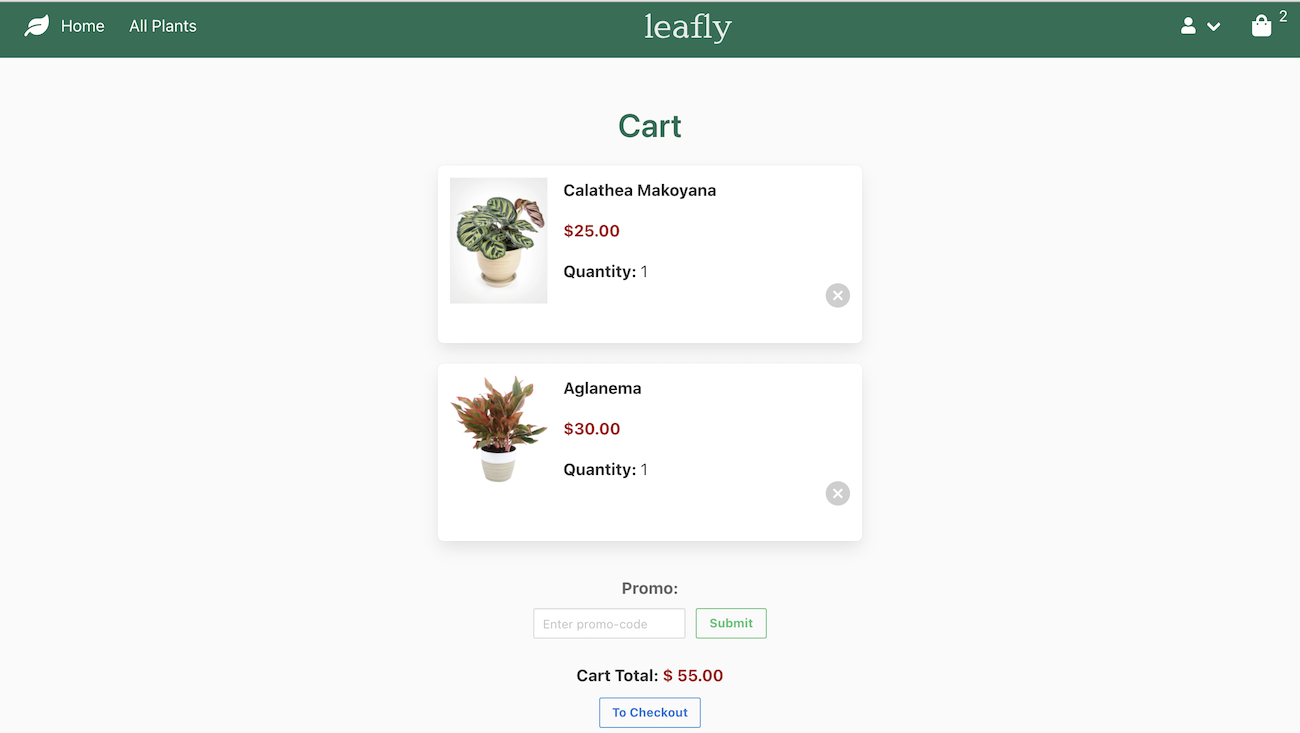 Home
All Plants
leafly
2
Cart
Calathea Makoyana
$25.00
Quantity: 1
Aglanema
$30.00
Quantity: 1
Promo:
Enter promo-code
Submit
Cart Total: $ 55.00
To Checkout